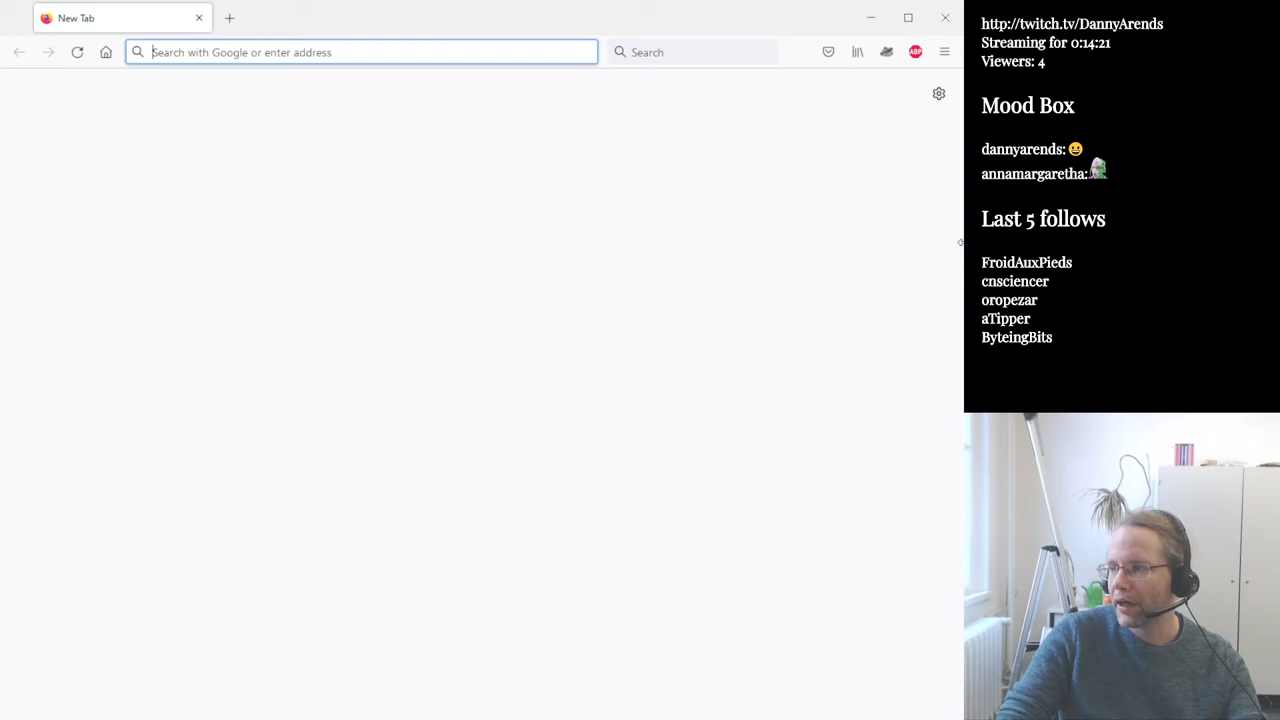 New Tab
Search with Google or enter address
Search
ABP
http://twitch.tv/DannyArends
Streaming for 0:14:21
Viewers: 4
Mood Box
dannyarends:
annamargaretha:
Last 5 follows
FroidAuxPieds
cnsciencer
oropezar
aTipper
ByteingBits